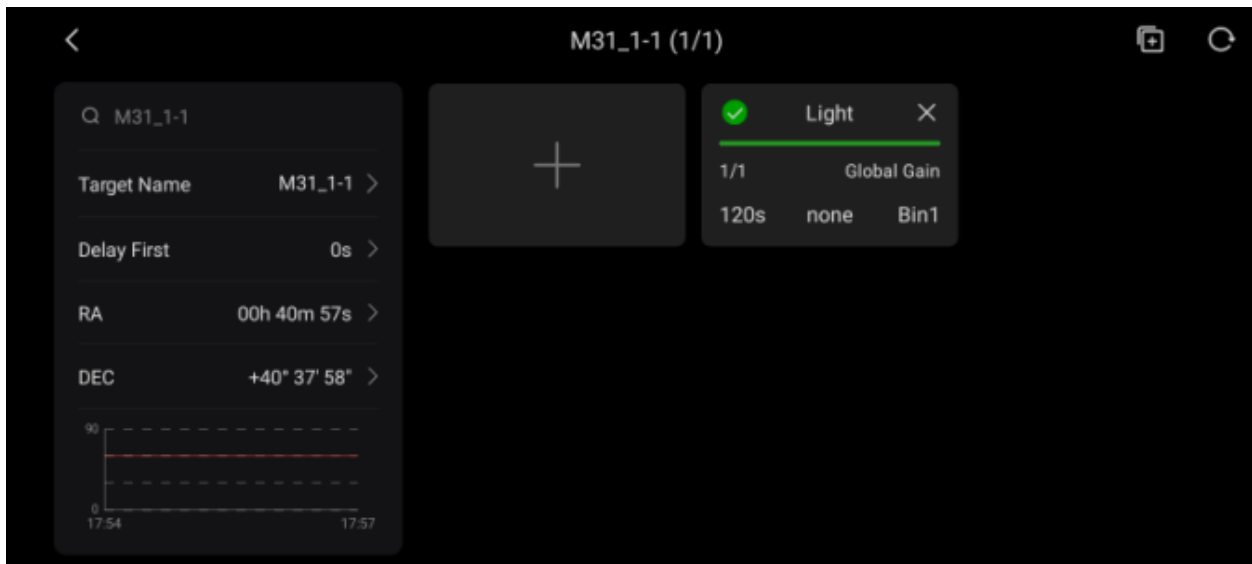 M31_1-1 (1/1)
M31_1-1
Target Name M31_1-1
Delay First 0s
RA 00h 40m 57s
DEC +40° 37' 58"
90
0
17:54 17:57
Light
1/1 Global Gain
120s none Bin1